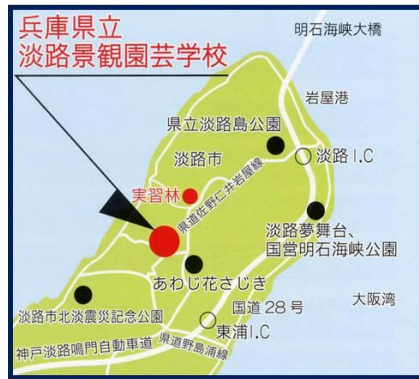 兵庫県立
淡路景観園芸学校
明石海峡大橋
岩屋港
県立淡路島公園
淡路市
淡路I.C
実習林
県道佐野仁井岩屋線
淡路夢舞台、
国営明石海峡公園
あわじ花さじき
大阪湾
国道28号
淡路市北淡震災記念公園
東浦I.C
県道野島浦線
神戸淡路鳴門自動車道